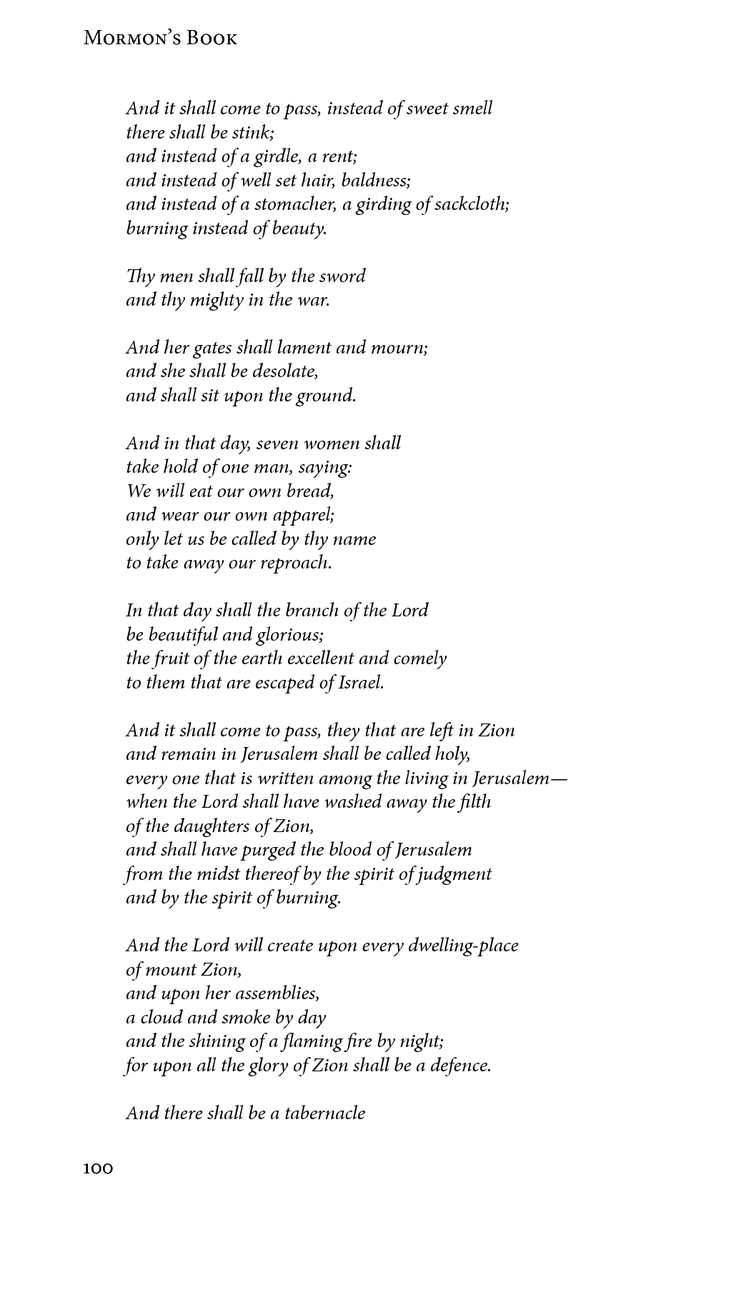 Mormon’s Book
And it shall come to pass, instead of sweet smell
there shall be stink;
and instead of a girdle, a rent;
and instead of well set hair, baldness;
and instead of a stomacher, a girding of sackcloth;
burning instead of beauty.
Thy men shall fall by the sword
and thy mighty in the war.
And her gates shall lament and mourn;
and she shall be desolate,
and shall sit upon the ground.
And in that day, seven women shall
take hold of one man, saying:
We will eat our own bread,
and wear our own apparel;
only let us be called by thy name
to take away our reproach.
In that day shall the branch of the Lord
be beautiful and glorious;
the fruit of the earth excellent and comely
to them that are escaped of Israel.
And it shall come to pass, they that are left in Zion
and remain in Jerusalem shall be called holy,
every one that is written among the living in Jerusalem—
when the Lord shall have washed away the filth
of the daughters of Zion,
and shall have purged the blood of Jerusalem
from the midst thereof by the spirit of judgment
and by the spirit of burning.
And the Lord will create upon every dwelling-place
of mount Zion,
and upon her assemblies,
a cloud and smoke by day
and the shining of a flaming fire by night;
for upon all the glory of Zion shall be a defence.
And there shall be a tabernacle
100